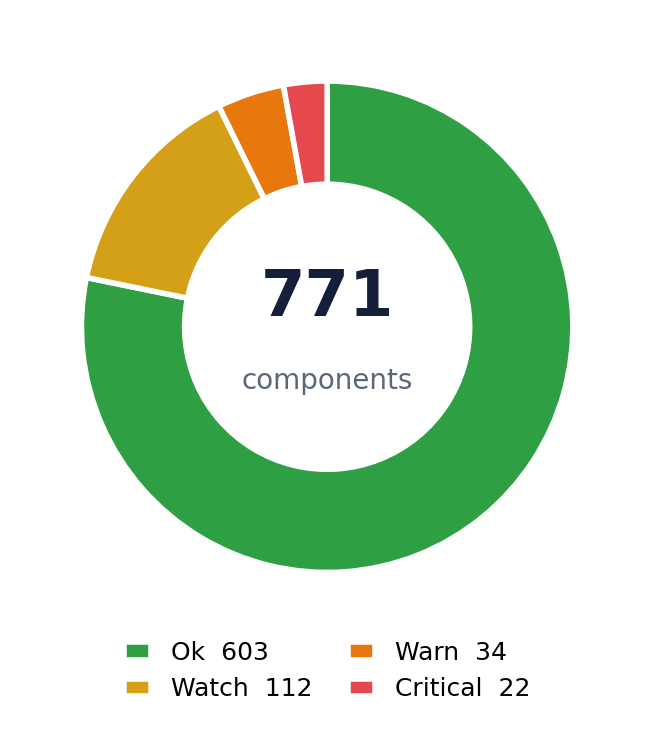 771
components
Ok  603
Warn  34
Watch  112
Critical  22